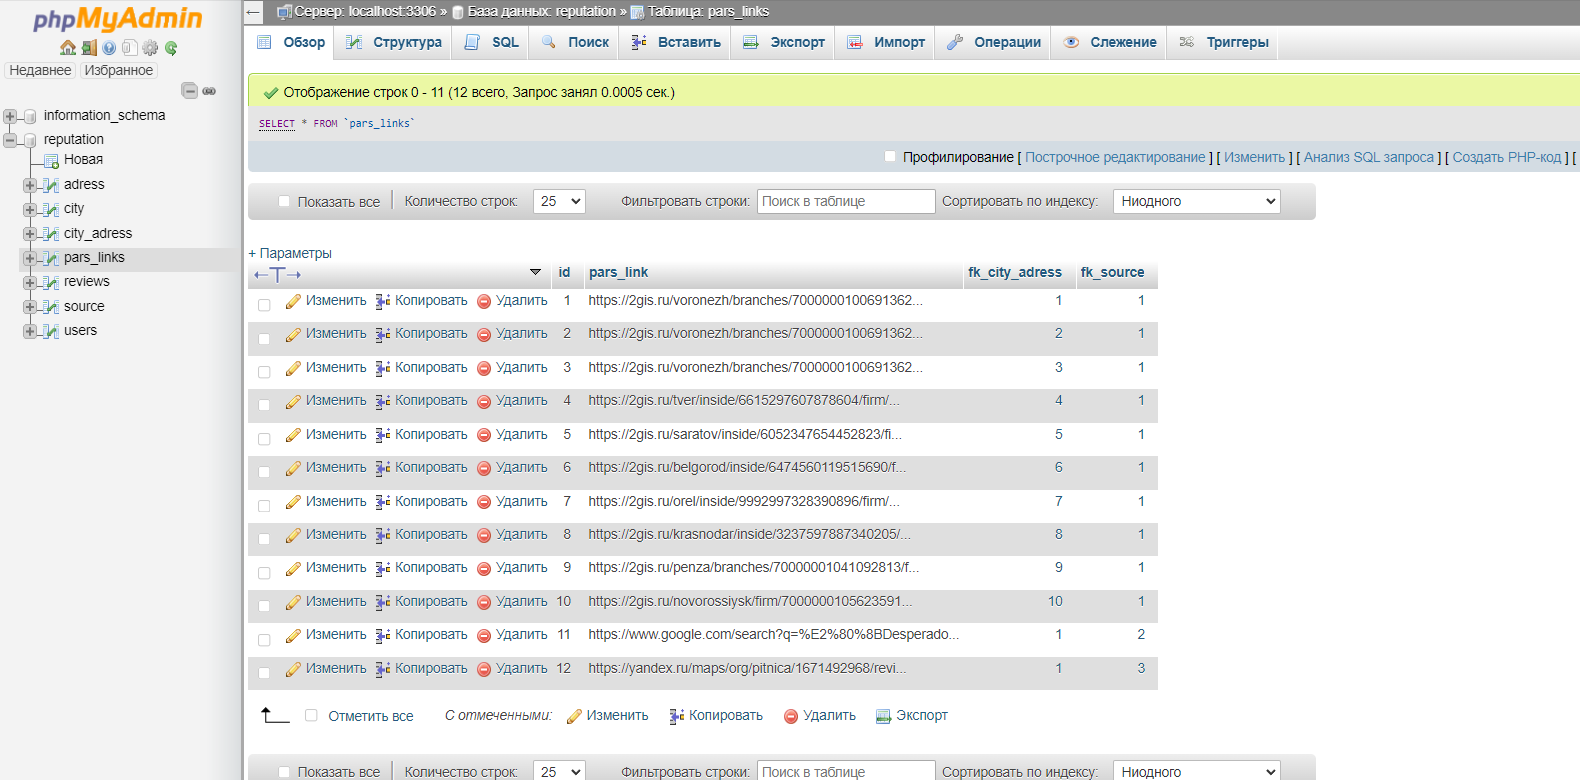 phpMyAdmin
Недавнее Избранное
information_schema
reputation
Новая
adress
city
city_adress
pars_links
reviews
source
users
← Сервер: localhost:3306 » База данных: reputation » Таблица: pars_links
Обзор Структура SQL Поиск Вставить Экспорт Импорт Операции Слежение Триггеры
Отображение строк 0 - 11 (12 всего, Запрос занял 0.0005 сек.)
SELECT * FROM `pars_links`
Профилирование [ Построчное редактирование ] [ Изменить ] [ Анализ SQL запроса ] [ Создать PHP-код ] [
Показать все Количество строк: 25 Фильтровать строки: Поиск в таблице Сортировать по индексу: Ниодного
+ Параметры
←T→ id pars_link fk_city_adress fk_source
Изменить Копировать Удалить 1 https://2gis.ru/voronezh/branches/7000000100691362... 1 1
Изменить Копировать Удалить 2 https://2gis.ru/voronezh/branches/7000000100691362... 2 1
Изменить Копировать Удалить 3 https://2gis.ru/voronezh/branches/7000000100691362... 3 1
Изменить Копировать Удалить 4 https://2gis.ru/tver/inside/6615297607878604/firm/... 4 1
Изменить Копировать Удалить 5 https://2gis.ru/saratov/inside/6052347654452823/fi... 5 1
Изменить Копировать Удалить 6 https://2gis.ru/belgorod/inside/6474560119515690/f... 6 1
Изменить Копировать Удалить 7 https://2gis.ru/orel/inside/9992997328390896/firm/... 7 1
Изменить Копировать Удалить 8 https://2gis.ru/krasnodar/inside/3237597887340205/... 8 1
Изменить Копировать Удалить 9 https://2gis.ru/penza/branches/70000001041092813/f... 9 1
Изменить Копировать Удалить 10 https://2gis.ru/novorossiysk/firm/7000000105623591... 10 1
Изменить Копировать Удалить 11 https://www.google.com/search?q=%E2%80%8BDesperado... 1 2
Изменить Копировать Удалить 12 https://yandex.ru/maps/org/pitnica/1671492968/revi... 1 3
Отметить все С отмеченными: Изменить Копировать Удалить Экспорт
Показать все Количество строк: 25 Фильтровать строки: Поиск в таблице Сортировать по индексу: Ниодного